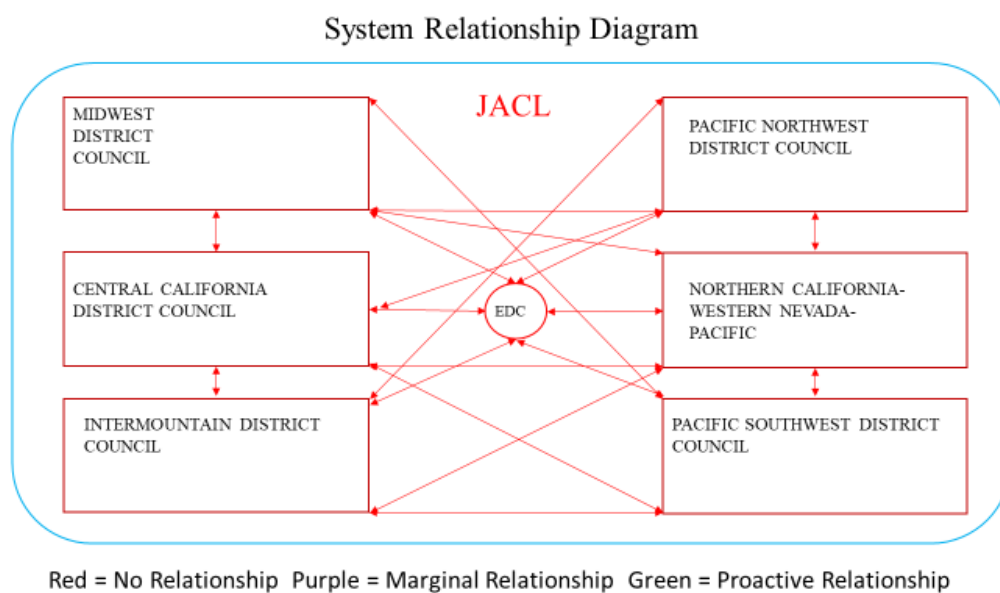 System Relationship Diagram
JACL
MIDWEST
DISTRICT
COUNCIL
PACIFIC NORTHWEST
DISTRICT COUNCIL
CENTRAL CALIFORNIA
DISTRICT COUNCIL
EDC
NORTHERN CALIFORNIA-
WESTERN NEVADA-
PACIFIC
INTERMOUNTAIN DISTRICT
COUNCIL
PACIFIC SOUTHWEST DISTRICT
COUNCIL
Red = No Relationship Purple = Marginal Relationship Green = Proactive Relationship